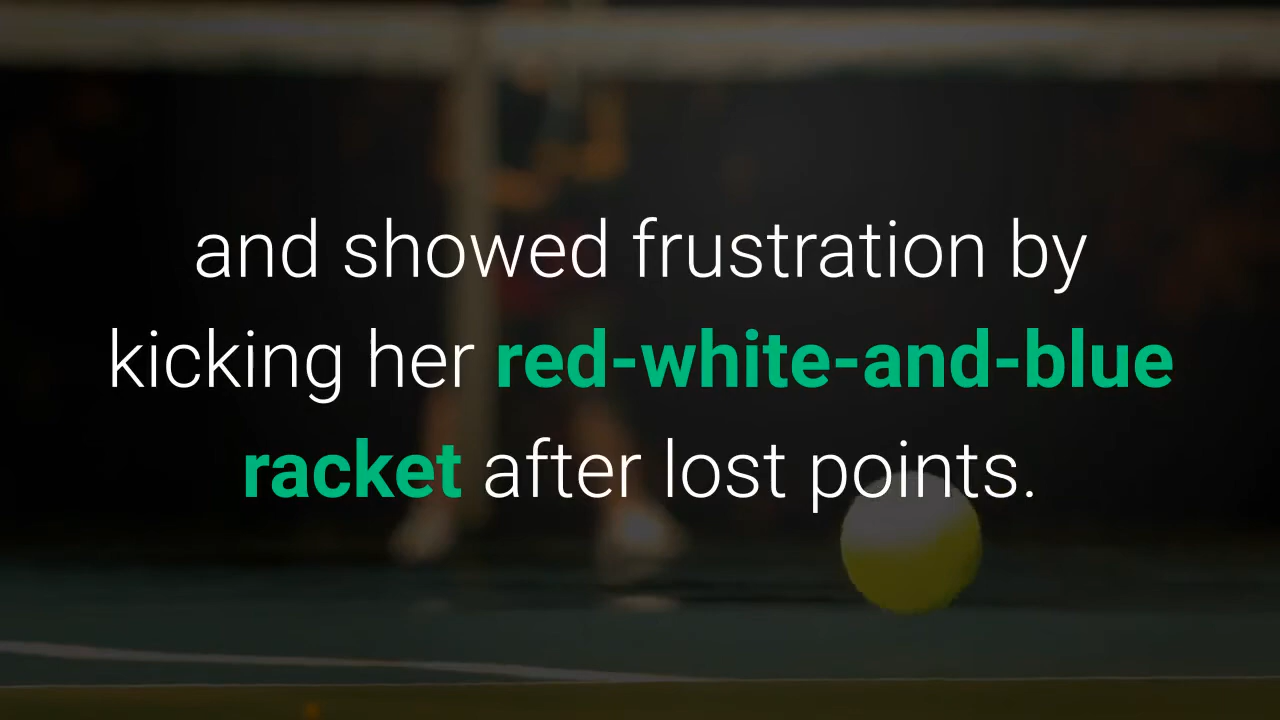 and showed frustration by
kicking her red-white-and-blue
racket after lost points.